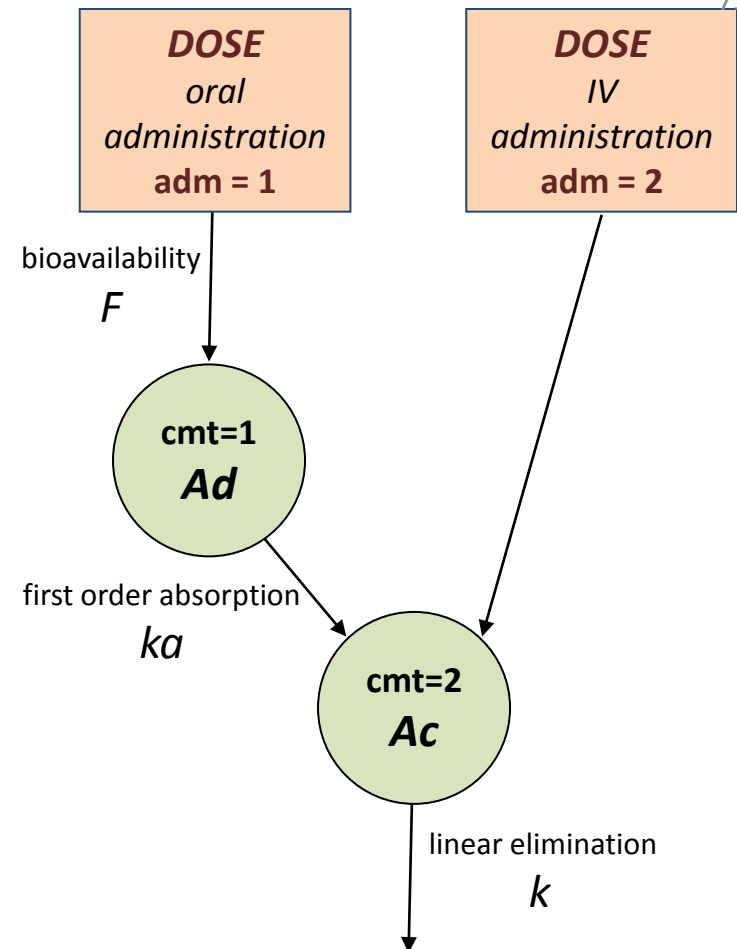 DOSE
oral
administration
adm = 1
DOSE
IV
administration
adm = 2
bioavailability
F
cmt=1
Ad
first order absorption
ka
cmt=2
Ac
linear elimination
k